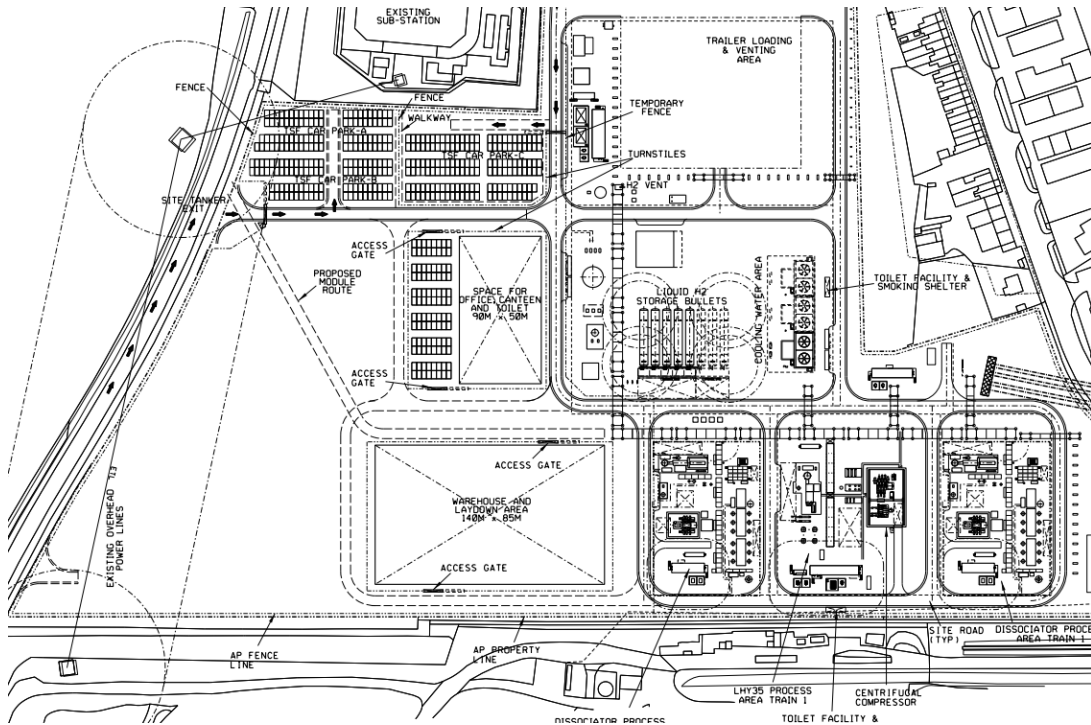 EXISTING
SUB-STATION
TRAILER LOADING
& VENTING
AREA
FENCE
FENCE
WALKWAY
TEMPORARY
FENCE
TSF CAR PARK-A
TSF CAR PARK-C
TURNSTILES
TSF CAR PARK-B
H2 VENT
SITE TANKER
EXIT
ACCESS
GATE
PROPOSED
MODULE
ROUTE
SPACE FOR
OFFICE, CANTEEN
AND TOILET
90M x 50M
LIQUID H2
STORAGE BULLETS
COOLING WATER AREA
TOILET FACILITY &
SMOKING SHELTER
ACCESS
GATE
ACCESS GATE
WAREHOUSE AND
LAYDOWN AREA
140M x 85M
EXISTING OVERHEAD
POWER LINES
L13
ACCESS GATE
AP FENCE
LINE
AP PROPERTY
LINE
SITE ROAD
(TYP)
DISSOCIATOR PROCE
AREA TRAIN 1
LHY35 PROCESS
AREA TRAIN 1
CENTRIFUGAL
COMPRESSOR
DISSOCIATOR PROCESS
TOILET FACILITY &